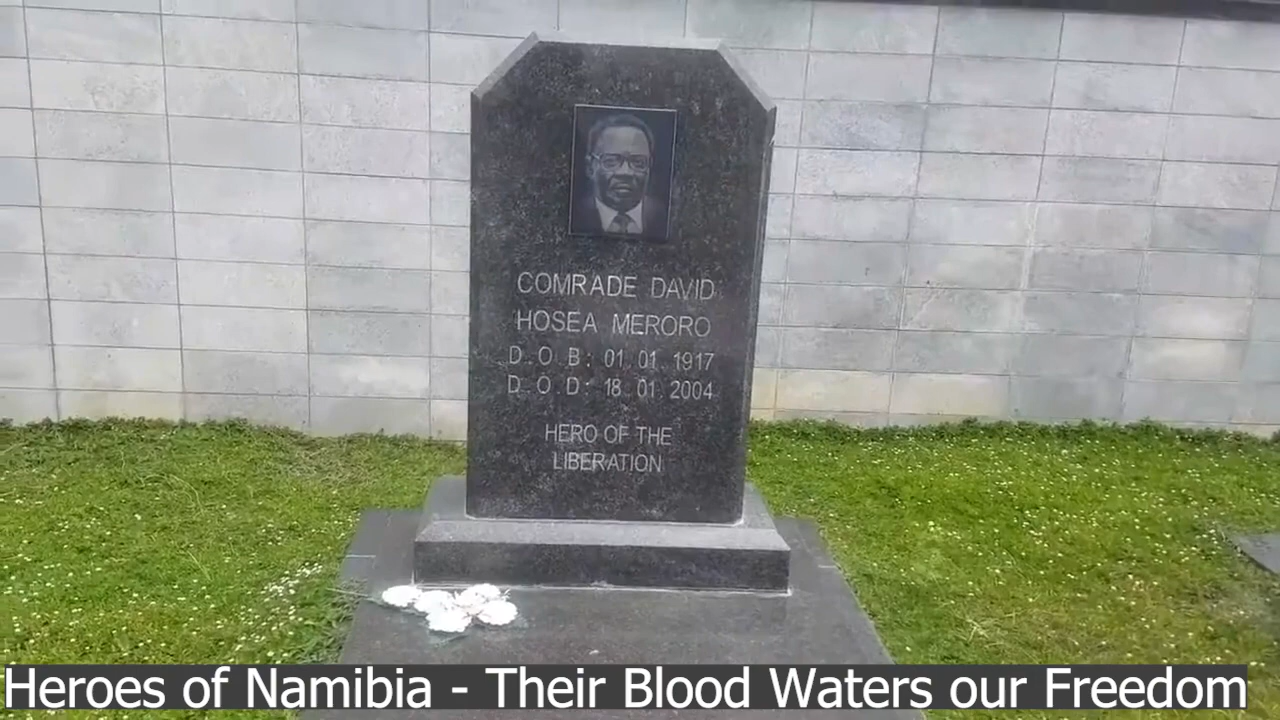 COMRADE DAVID
HOSEA MERORO
D.O.B: 01.01.1917
D.O.D: 18.01.2004
HERO OF THE
LIBERATION
Heroes of Namibia - Their Blood Waters our Freedom